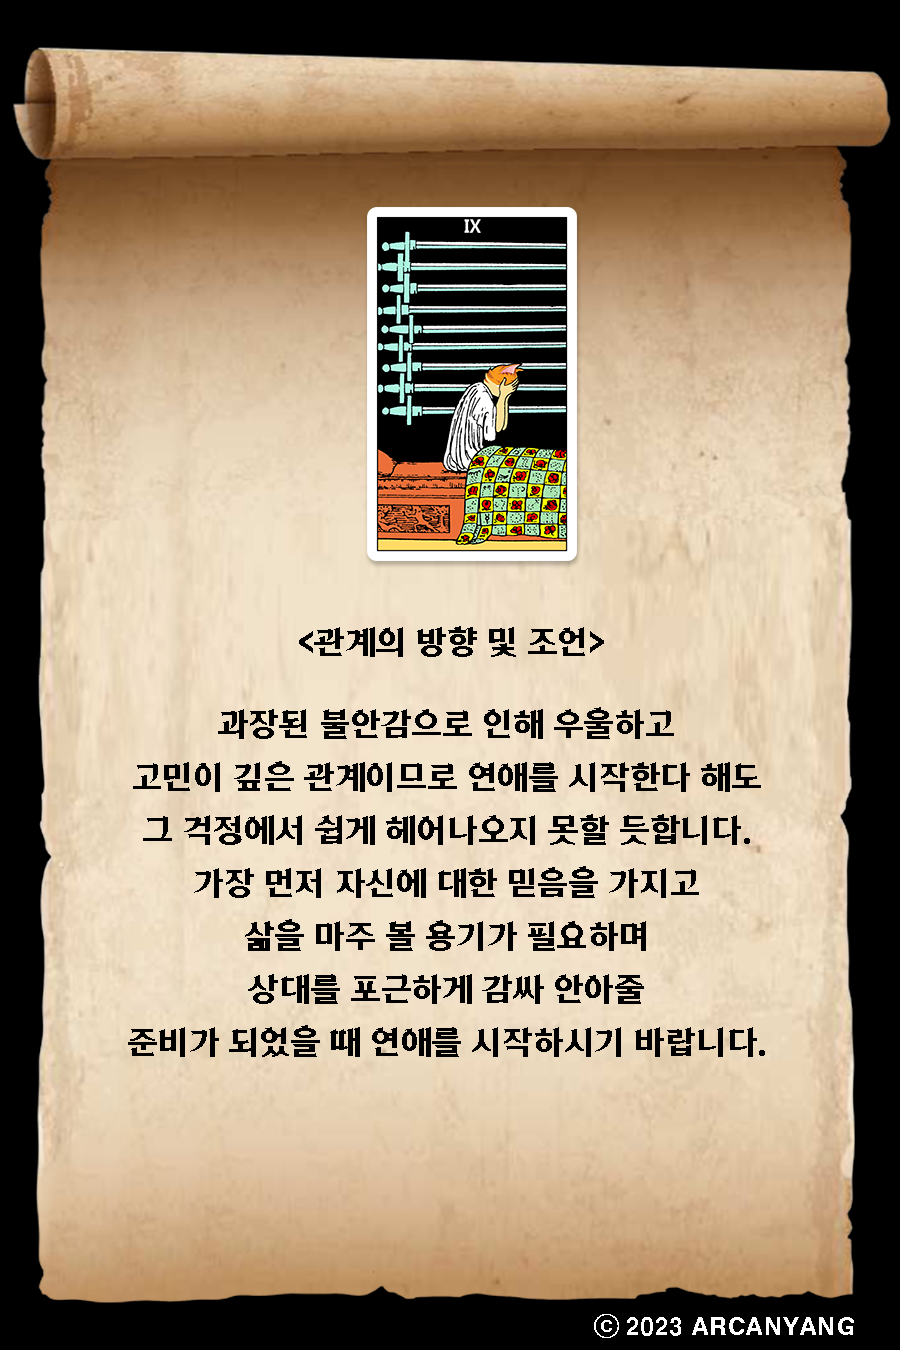 IX
<관계의 방향 및 조언>
과장된 불안감으로 인해 우울하고
고민이 깊은 관계이므로 연애를 시작한다 해도
그 걱정에서 쉽게 헤어나오지 못할 듯합니다.
가장 먼저 자신에 대한 믿음을 가지고
삶을 마주 볼 용기가 필요하며
상대를 포근하게 감싸 안아줄
준비가 되었을 때 연애를 시작하시기 바랍니다.
© 2023 ARCANYANG